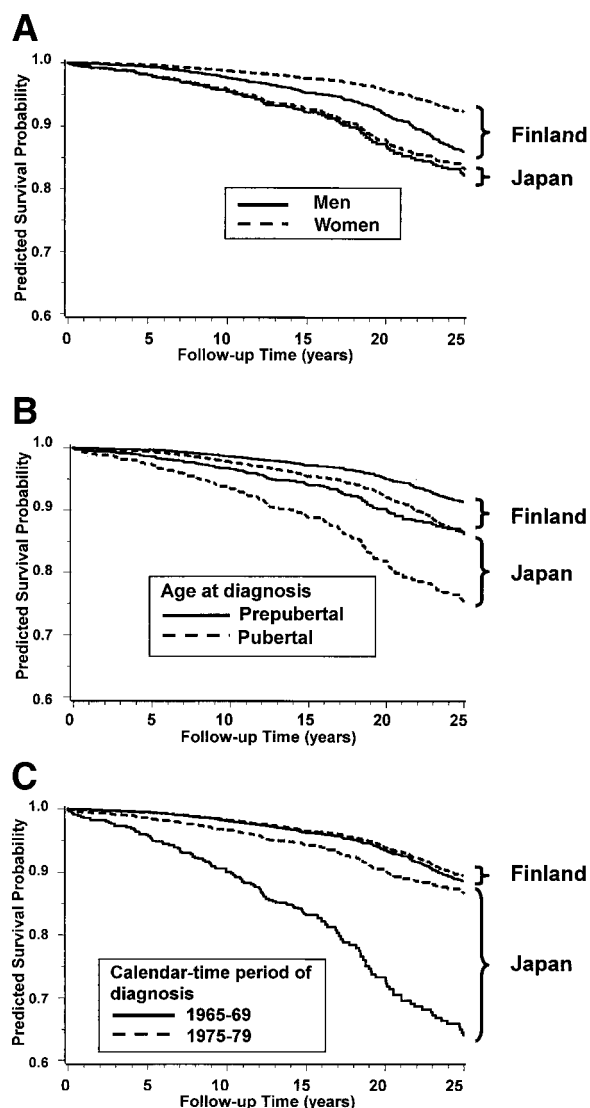 A
Predicted Survival Probability
1.0
0.9
0.8
0.7
0.6
Finland
Japan
Men
Women
0 5 10 15 20 25
Follow-up Time (years)
B
Predicted Survival Probability
1.0
0.9
0.8
0.7
0.6
Finland
Japan
Age at diagnosis
Prepubertal
Pubertal
0 5 10 15 20 25
Follow-up Time (years)
C
Predicted Survival Probability
1.0
0.9
0.8
0.7
0.6
Finland
Japan
Calendar-time period of
diagnosis
1965-69
1975-79
0 5 10 15 20 25
Follow-up Time (years)